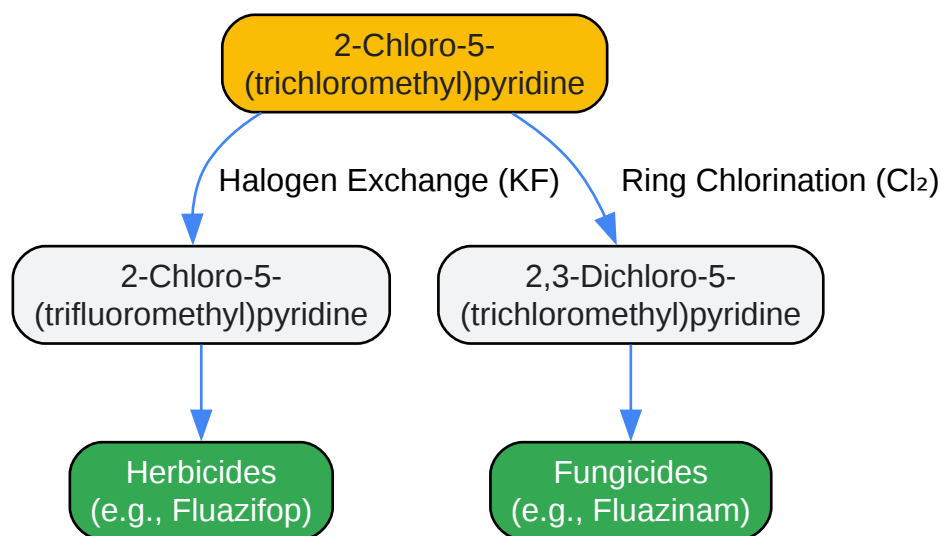 2-Chloro-5-
(trichloromethyl)pyridine
Halogen Exchange (KF)
Ring Chlorination (Cl₂)
2-Chloro-5-
(trifluoromethyl)pyridine
2,3-Dichloro-5-
(trichloromethyl)pyridine
Herbicides
(e.g., Fluazifop)
Fungicides
(e.g., Fluazinam)